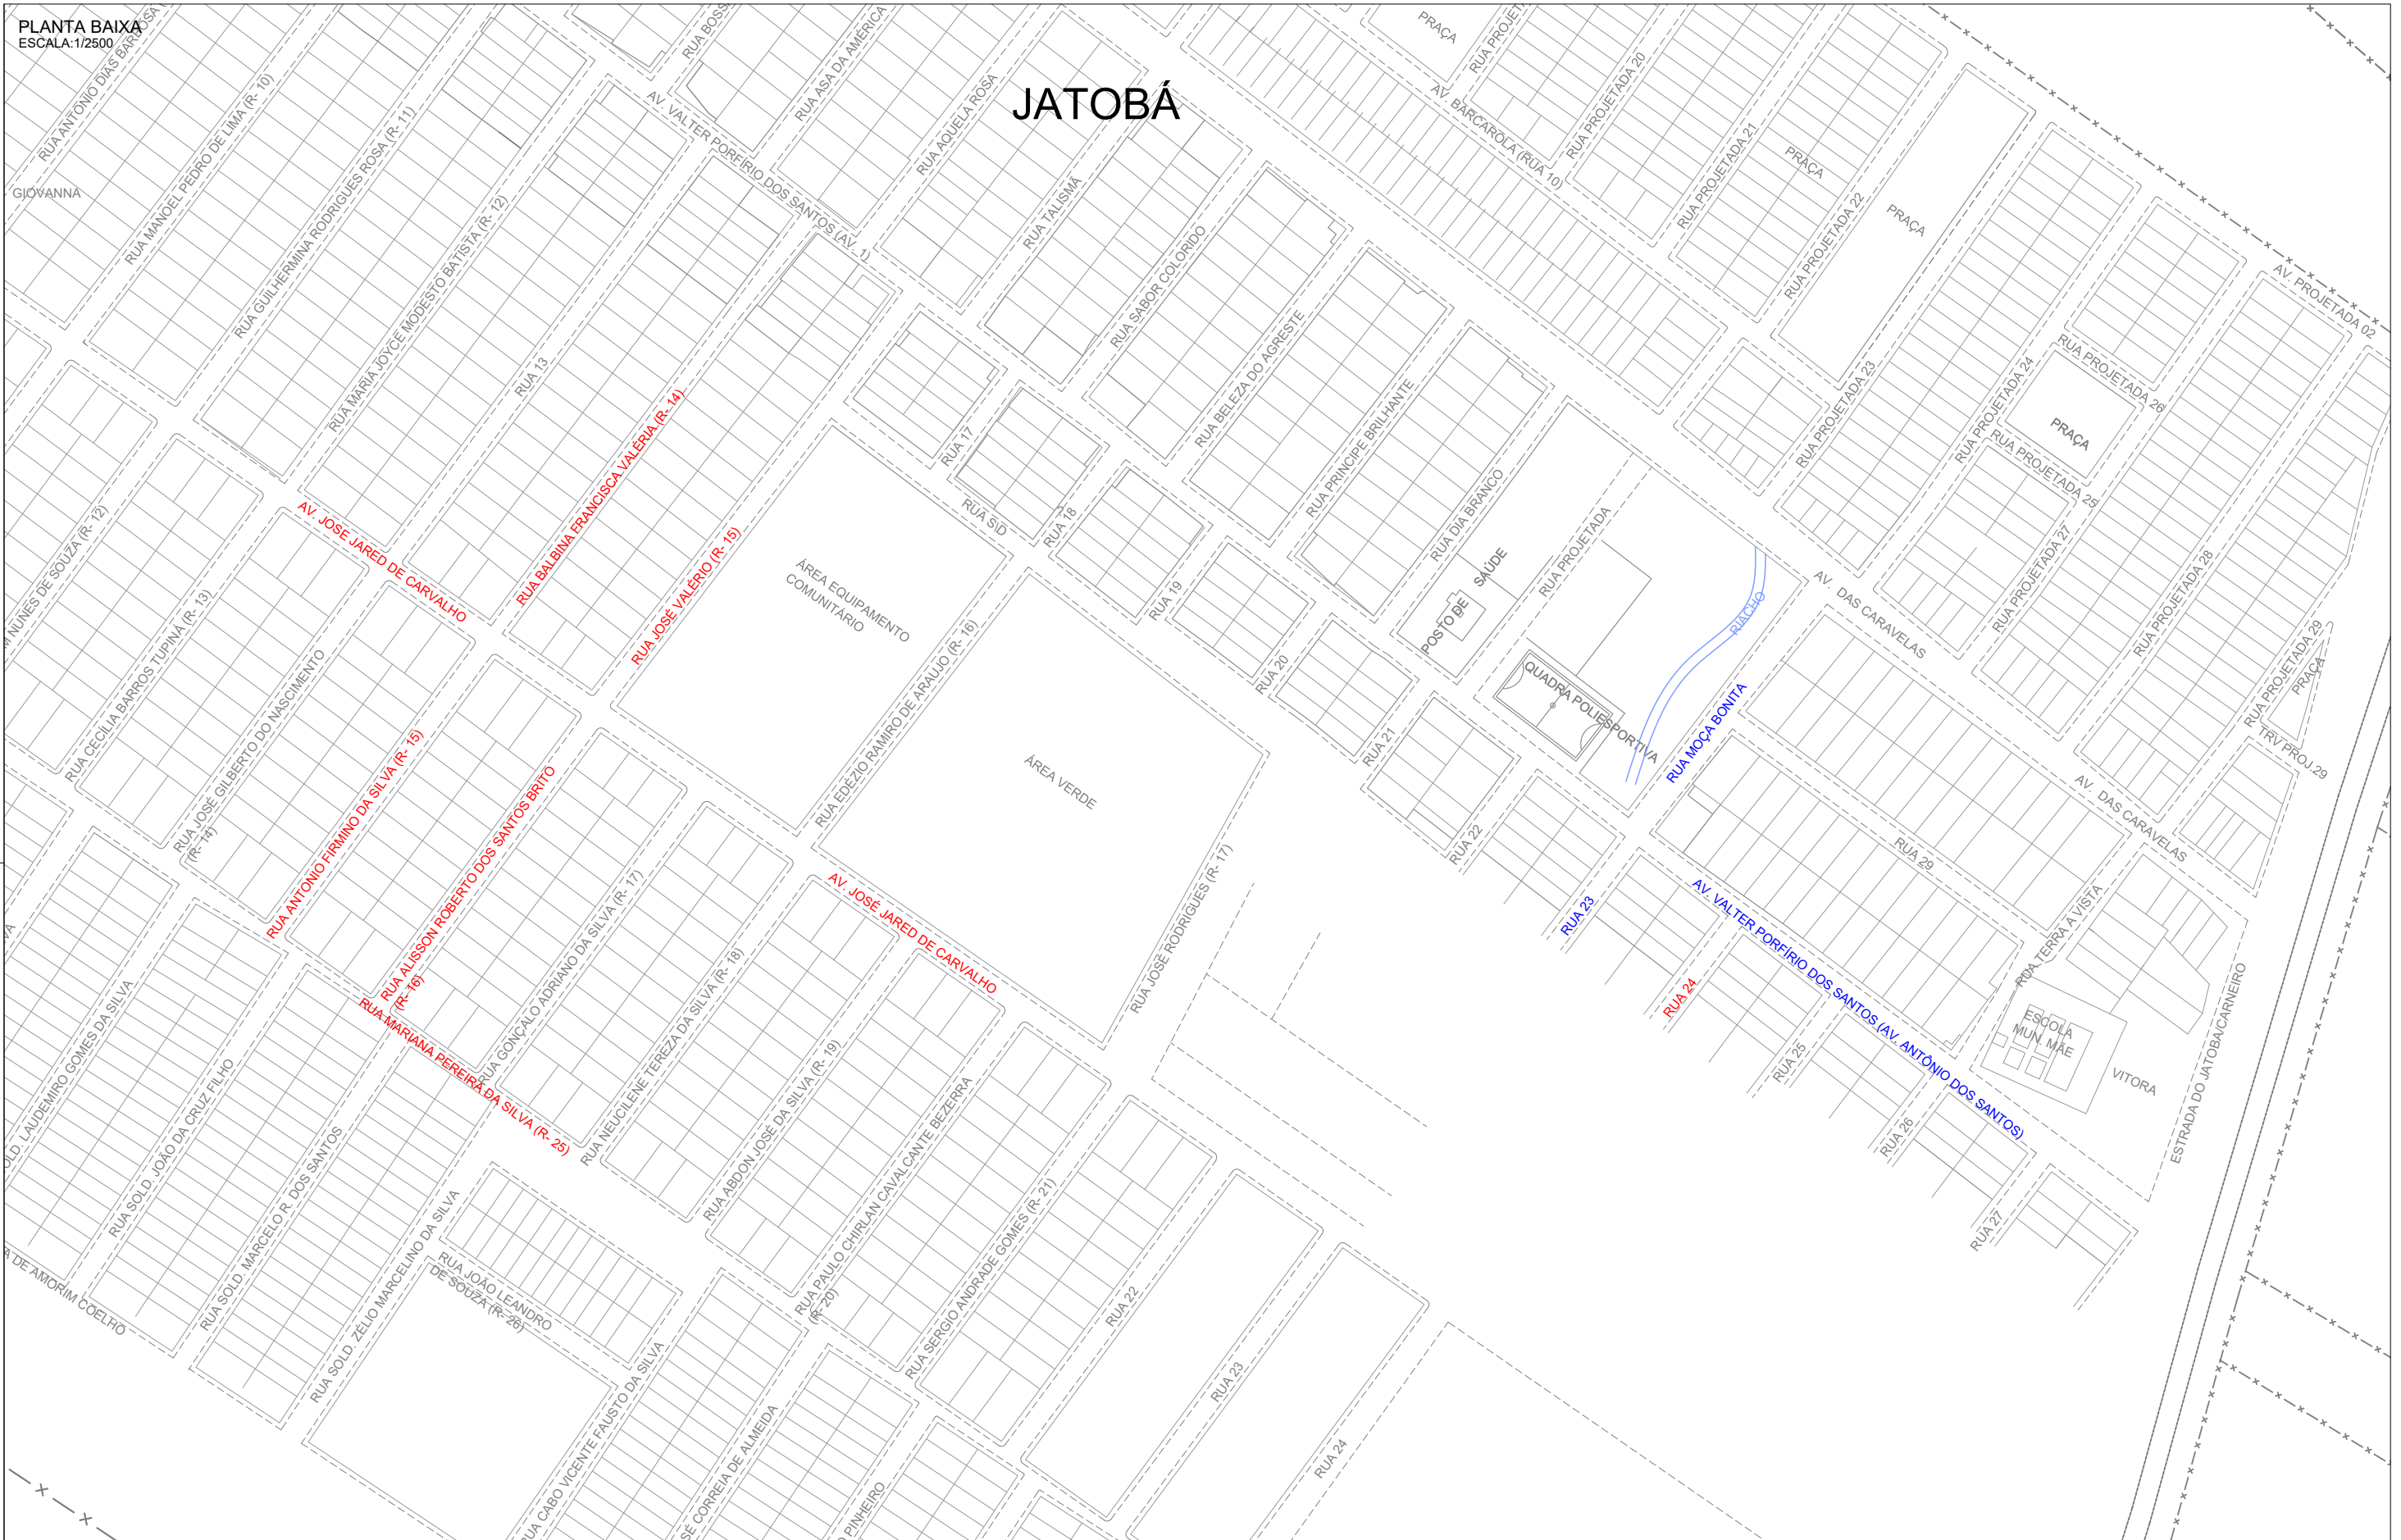 PLANTA BAIXA
ESCALA:1/2500
JATOBÁ
RUA ANTONIO DIAS BARBOSA
GIOVANNA
RUA MANOEL PEDRO DE LIMA (R- 10)
RUA GUILHERMINA RODRIGUES ROSA (R- 11)
RUA MARIA JOYCE MODESTO BATISTA (R- 12)
RUA 13
RUA BALBINA FRANCISCA VALÉRIA (R- 14)
RUA JOSÉ VALÉRIO (R- 15)
AV. VALTER PORFÍRIO DOS SANTOS (AV. 1)
RUA ASA DA AMÉRICA
RUA AQUELA ROSA
RUA TALISMÃ
RUA SABOR COLORIDO
RUA BELEZA DO AGRESTE
RUA PRINCIPE BRILHANTE
RUA DIA BRANCO
RUA PROJETADA
PRAÇA
AV. BARCAROLA (RUA 10)
RUA PROJETADA 20
RUA PROJETADA 21
PRAÇA
RUA PROJETADA 22
PRAÇA
RUA PROJETADA 23
RUA PROJETADA 24
AV. PROJETADA 02
RUA PROJETADA 26
PRAÇA
RUA PROJETADA 25
RUA PROJETADA 27
RUA PROJETADA 28
RUA PROJETADA 29
PRAÇA
TRV PROJ.29
AV. DAS CARAVELAS
AV. DAS CARAVELAS
RUA 17
RUA SID
RUA 18
RUA 19
RUA 20
RUA 21
RUA 22
RUA 23
RUA 24
RUA 25
RUA 26
RUA 27
POSTO DE SAÚDE
QUADRA POLIESPORTIVA
RIACHO
RUA MOÇA BONITA
RUA 29
AV. VALTER PORFÍRIO DOS SANTOS (AV. ANTÔNIO DOS SANTOS)
RUA TERRA A VISTA
ESCOLA
MUN. MÃE
VITORA
ESTRADA DO JATOBA/CARNEIRO
ÁREA EQUIPAMENTO
COMUNITÁRIO
RUA EDÉZIO RAMIRO DE ARAUJO (R- 16)
ÁREA VERDE
RUA JOSÉ RODRIGUES (R- 17)
AV. JOSÉ JARED DE CARVALHO
AV. JOSÉ JARED DE CARVALHO
NUNES DE SOUZA (R- 12)
RUA CECÍLIA BARROS TUPINÁ (R- 13)
RUA JOSÉ GILBERTO DO NASCIMENTO
(R- 14)
RUA ANTONIO FIRMINO DA SILVA (R- 15)
RUA ALISSON ROBERTO DOS SANTOS BRITO
(R- 16)
RUA MARIANA PEREIRA DA SILVA (R- 25)
RUA GONÇALO ADRIANO DA SILVA (R- 17)
RUA NEUCILENE TEREZA DA SILVA (R- 18)
RUA ABDON JOSÉ DA SILVA (R- 19)
RUA PAULO CHIRLAN CAVALCANTE BEZERRA
(R- 20)
RUA SERGIO ANDRADE GOMES (R- 21)
RUA 22
RUA 23
RUA 24
SOLD. LAUDEMIRO GOMES DA SILVA
RUA SOLD. JOÃO DA CRUZ FILHO
RUA SOLD. MARCELO R. DOS SANTOS
RUA SOLD. ZÉLIO MARCELINO DA SILVA
RUA JOÃO LEANDRO
DE SOUZA (R- 26)
RUA CABO VICENTE FAUSTO DA SILVA
DE AMORIM COELHO
CORREIA DE ALMEIDA
PINHEIRO